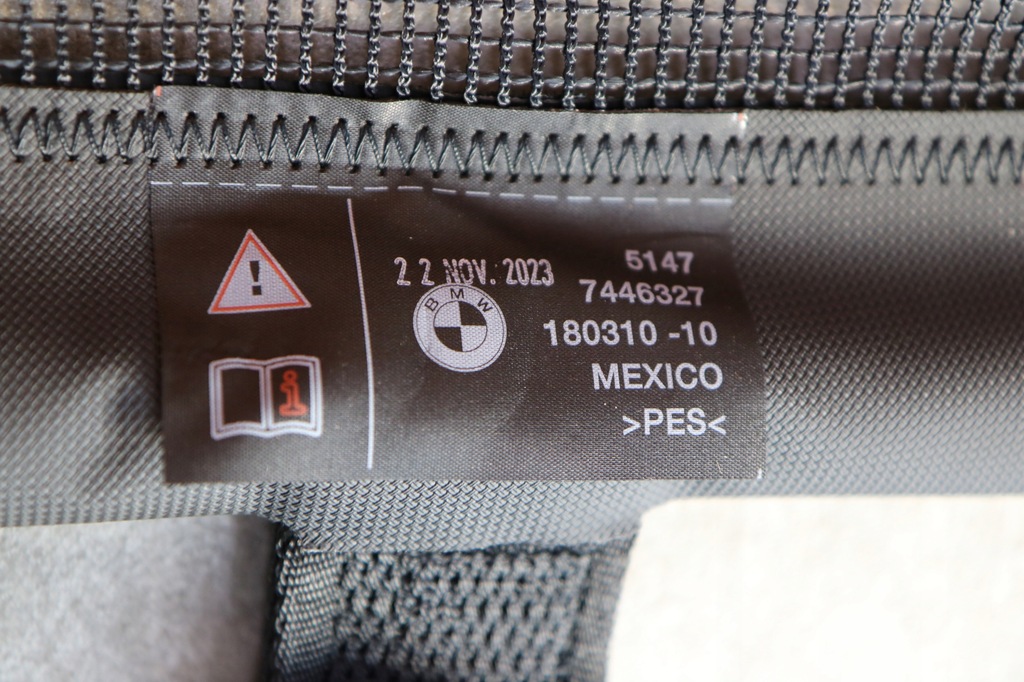 !
22 NOV. 2023
BMW
i
5147
7446327
180310 -10
MEXICO
>PES<